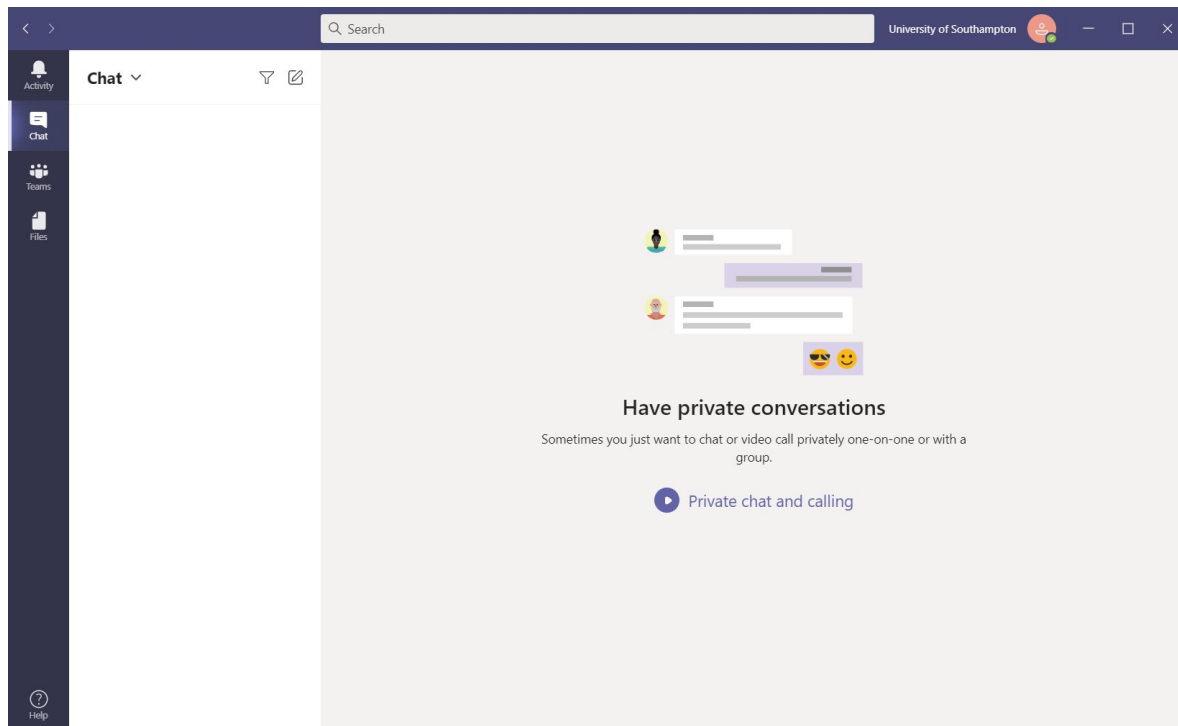 Search
University of Southampton
Activity
Chat
Teams
Files
Help
Chat
Have private conversations
Sometimes you just want to chat or video call privately one-on-one or with a
group.
Private chat and calling